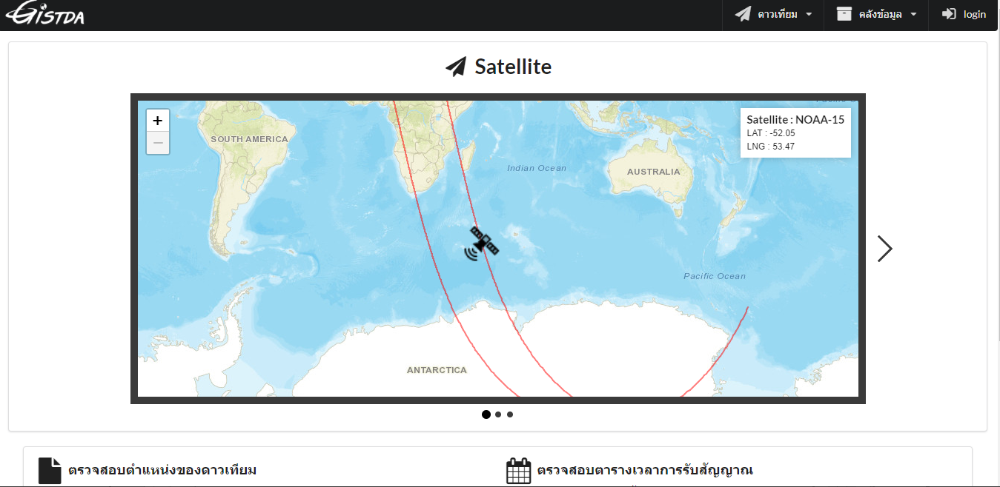 GISTDA
ดาวเทียม
คลังข้อมูล
login
Satellite
+
−
SOUTH AMERICA
Indian Ocean
AUSTRALIA
Pacific Ocean
ANTARCTICA
Satellite : NOAA-15
LAT : -52.05
LNG : 53.47
ตรวจสอบตำแหน่งของดาวเทียม
ตรวจสอบตารางเวลาการรับสัญญาณ